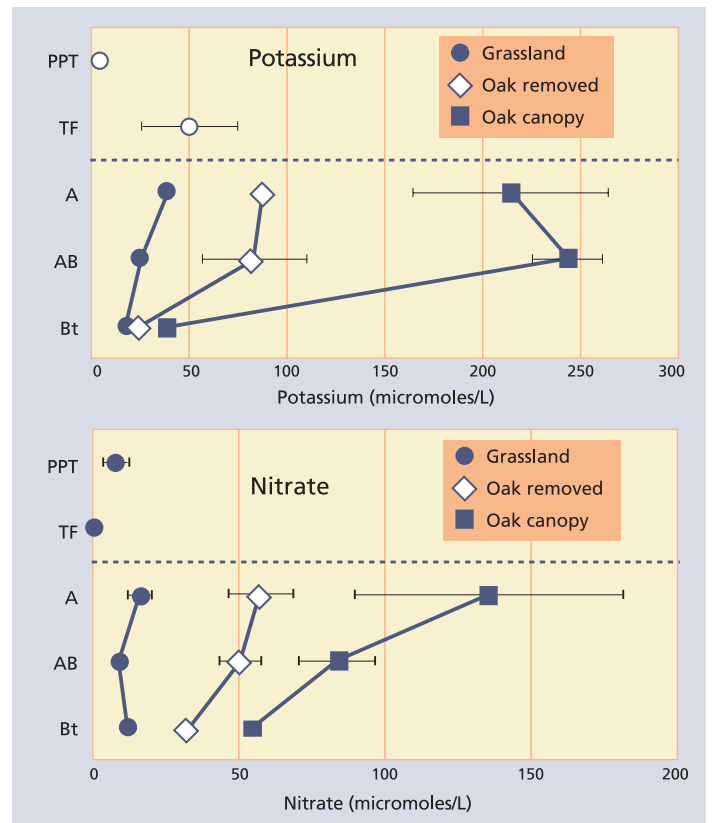 Potassium
Grassland
Oak removed
Oak canopy
PPT
TF
A
AB
Bt
0 50 100 150 200 250 300
Potassium (micromoles/L)
Nitrate
Grassland
Oak removed
Oak canopy
PPT
TF
A
AB
Bt
0 50 100 150 200
Nitrate (micromoles/L)